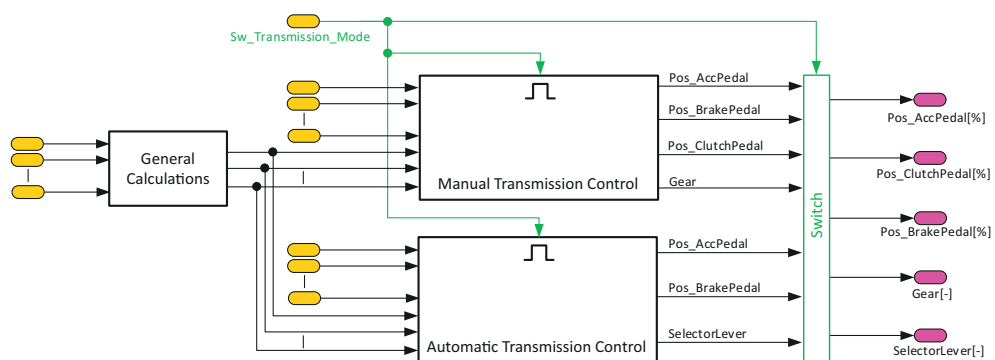 Sw_Transmission_Mode
General
Calculations
Manual Transmission Control
Pos_AccPedal
Pos_BrakePedal
Pos_ClutchPedal
Gear
Automatic Transmission Control
Pos_AccPedal
Pos_BrakePedal
SelectorLever
Switch
Pos_AccPedal[%]
Pos_ClutchPedal[%]
Pos_BrakePedal[%]
Gear[-]
SelectorLever[-]